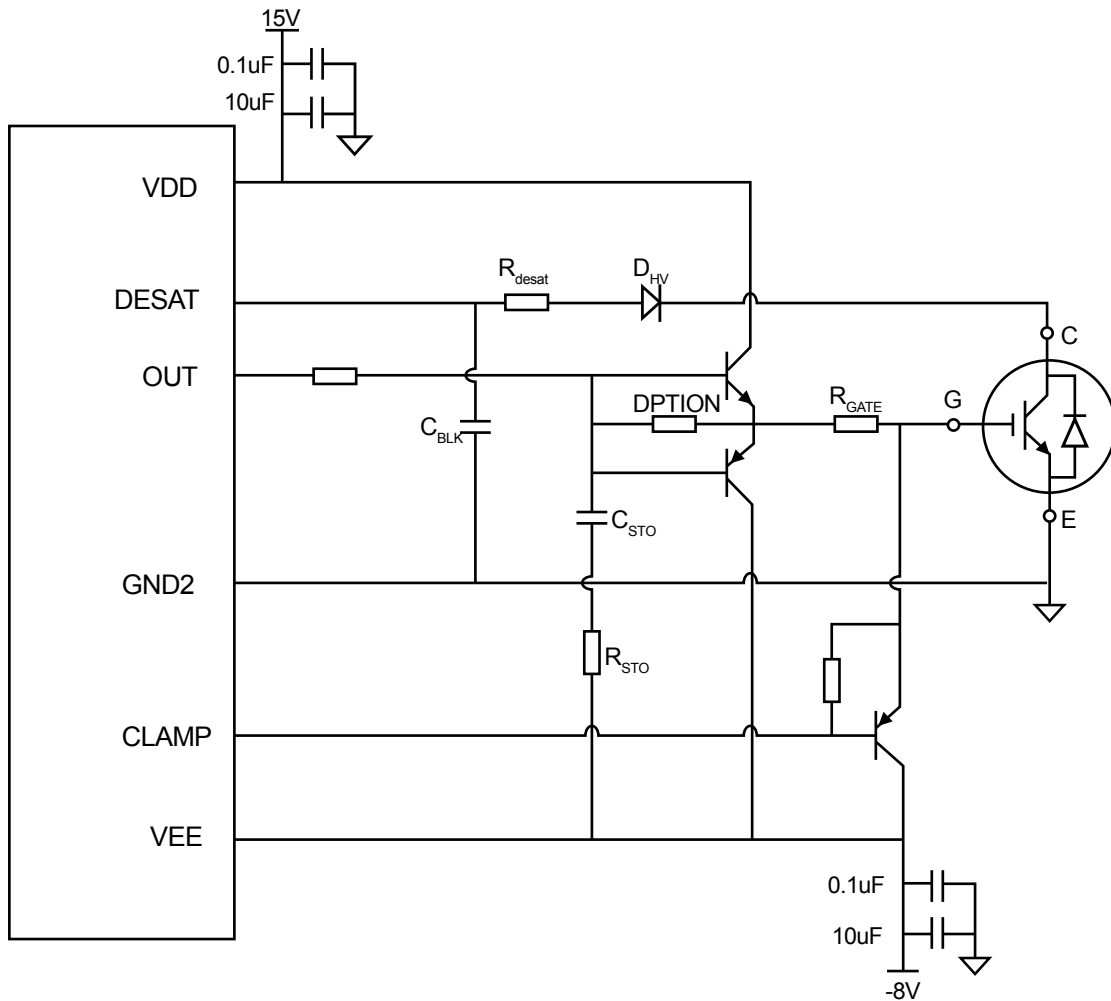 15V
0.1uF
10uF
VDD
DESAT
R_desat
D_HV
C
OUT
DPTION
R_GATE
G
C_BLK
C_STO
E
GND2
R_STO
CLAMP
VEE
0.1uF
10uF
-8V